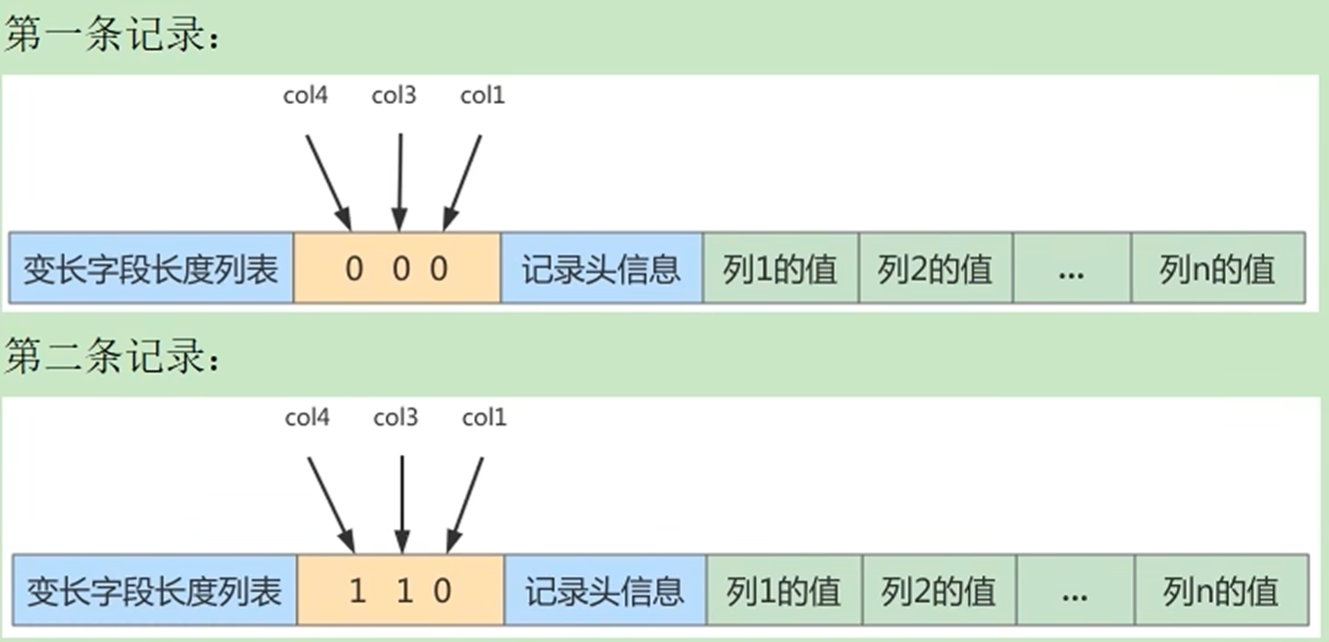 第一条记录：
col4 col3 col1
变长字段长度列表 0 0 0 记录头信息 列1的值 列2的值 ... 列n的值
第二条记录：
col4 col3 col1
变长字段长度列表 1 1 0 记录头信息 列1的值 列2的值 ... 列n的值